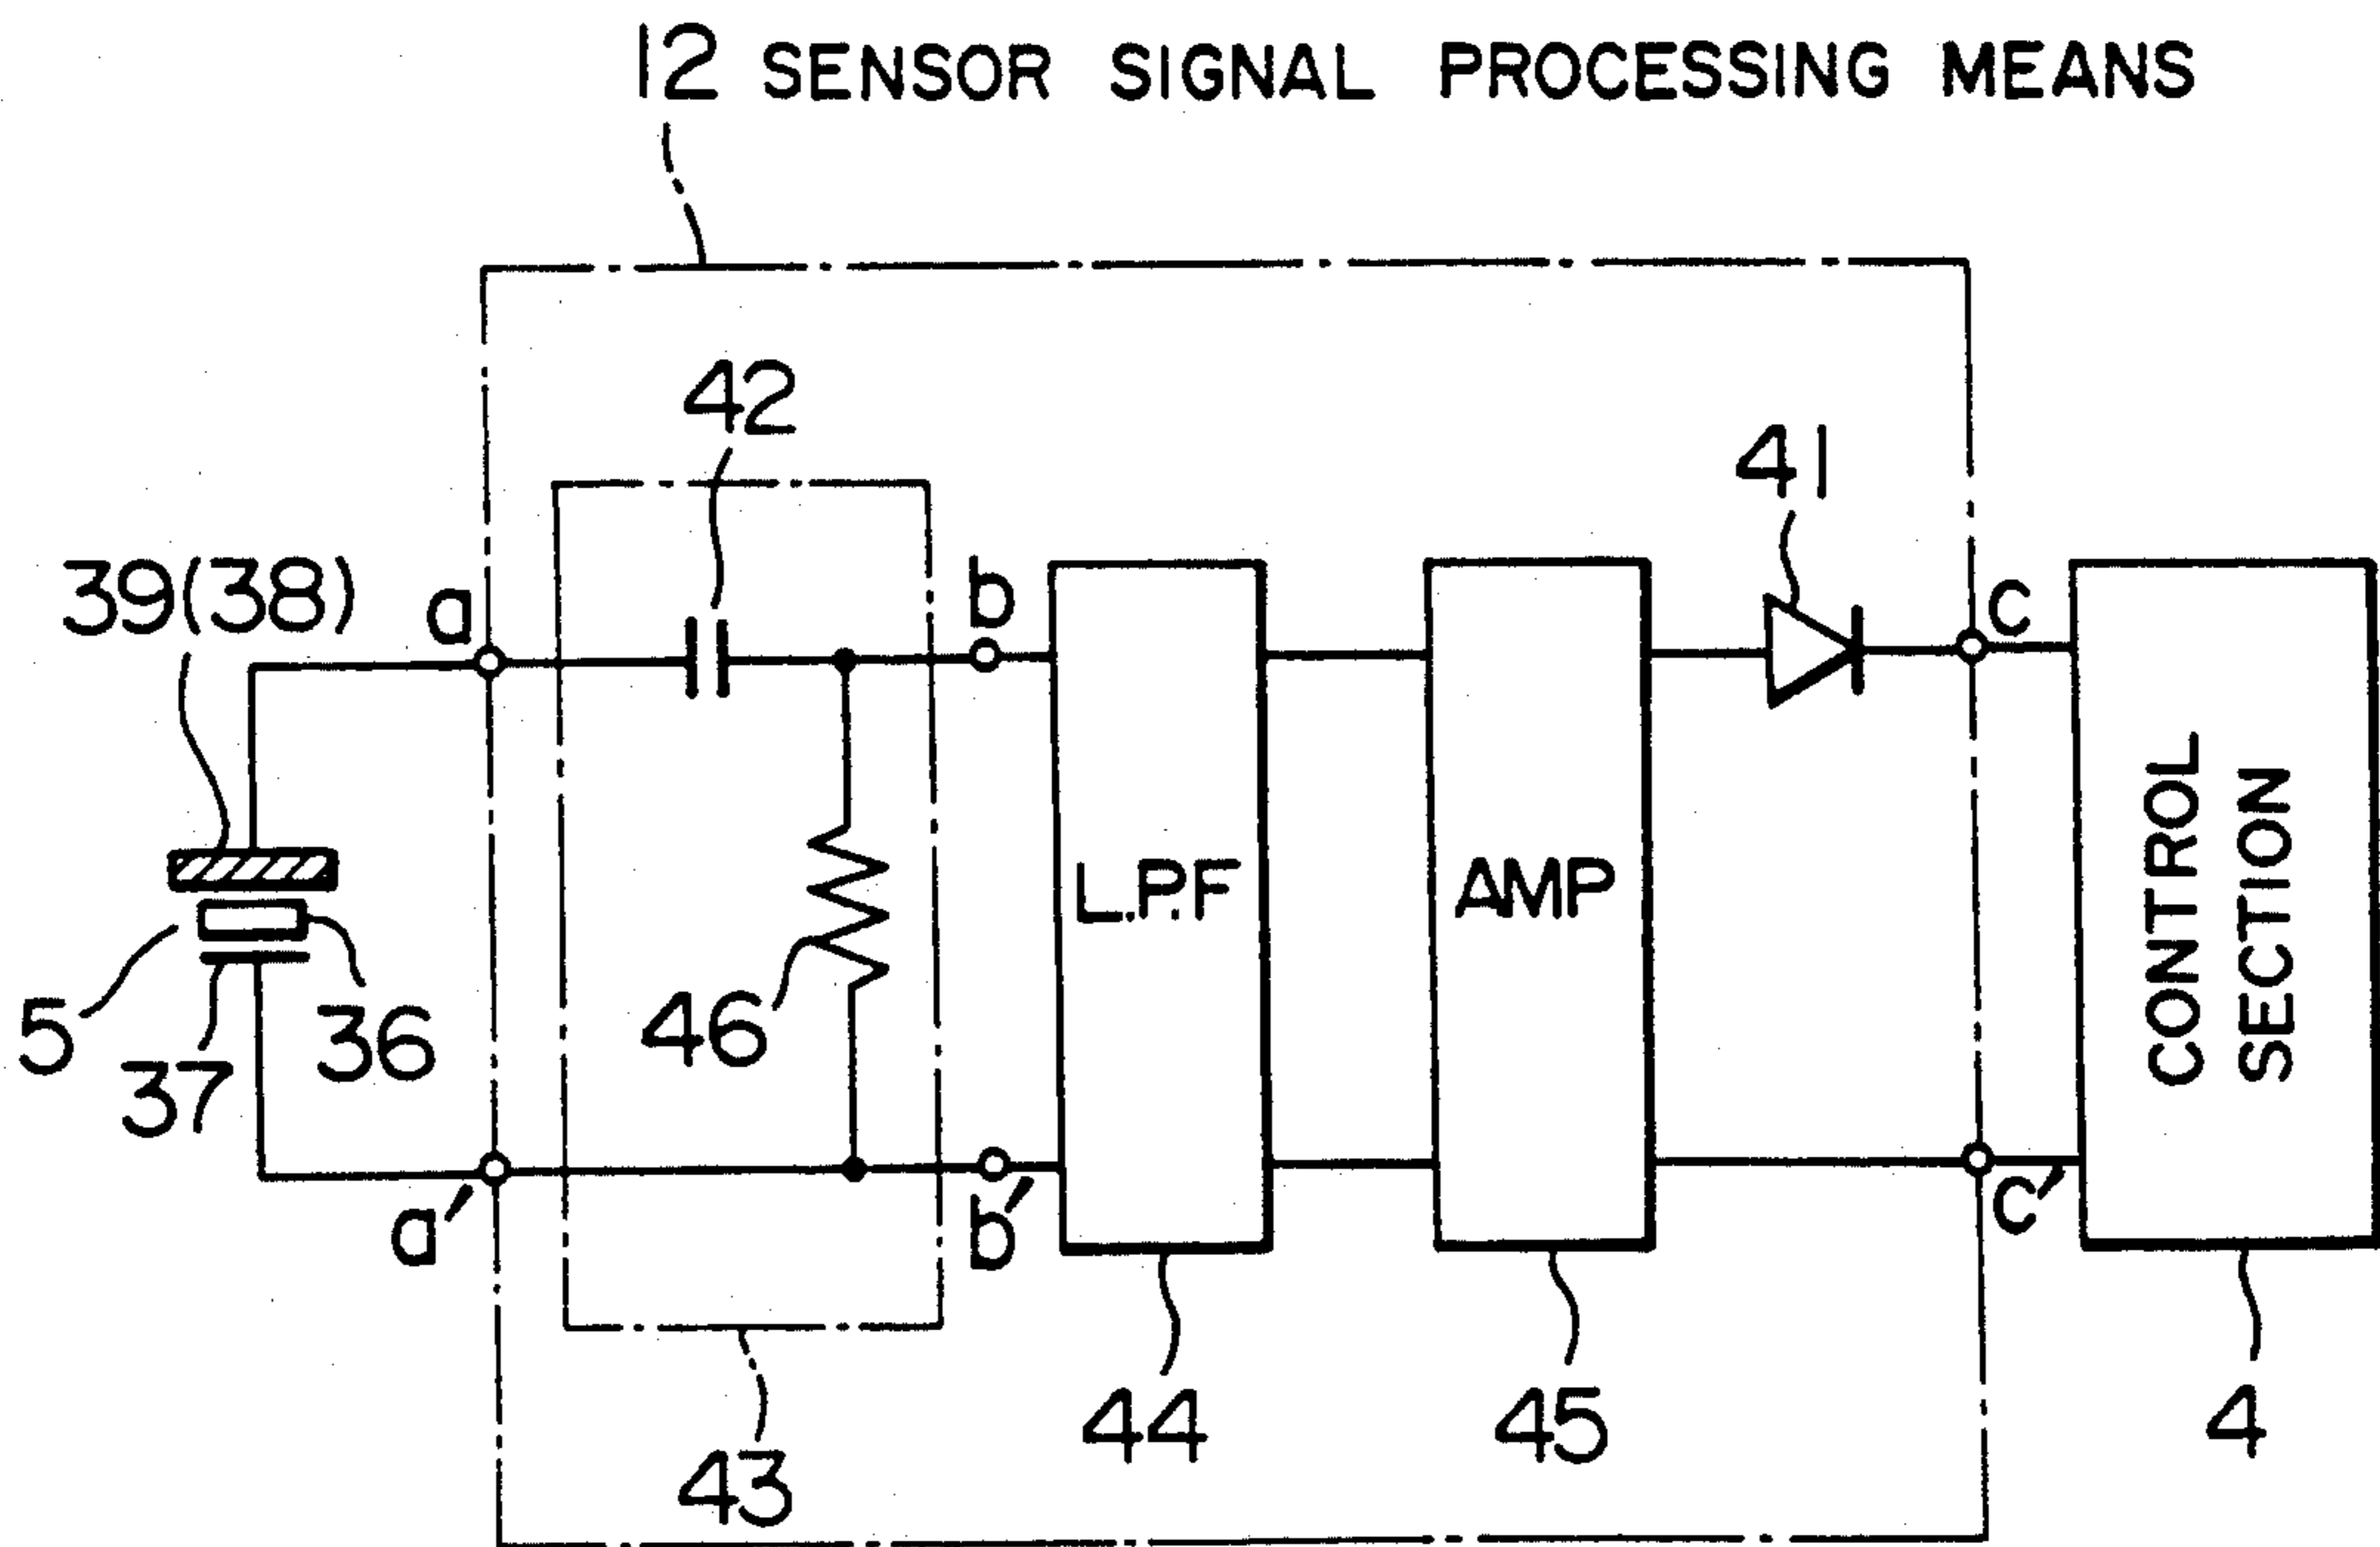 12 SENSOR SIGNAL PROCESSING MEANS
42
41
39(38)
a
b
c
L.P.F
AMP
CONTROL
SECTION
5
36
37
46
a'
b'
c'
43
44
45
4